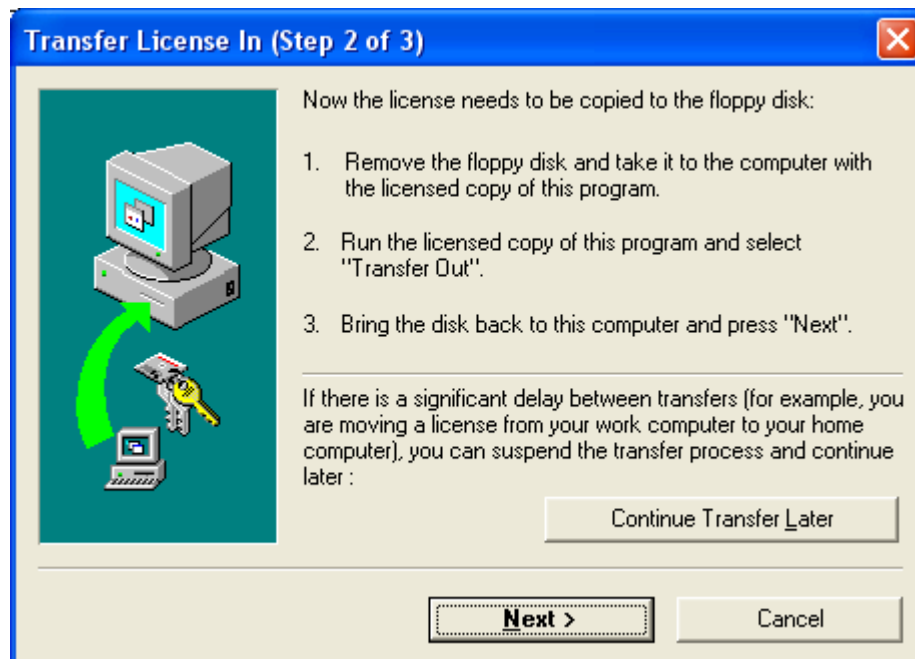 Transfer License In (Step 2 of 3)
Now the license needs to be copied to the floppy disk:
1. Remove the floppy disk and take it to the computer with
the licensed copy of this program.
2. Run the licensed copy of this program and select
"Transfer Out".
3. Bring the disk back to this computer and press "Next".
If there is a significant delay between transfers (for example, you
are moving a license from your work computer to your home
computer), you can suspend the transfer process and continue
later :
Continue Transfer Later
Next >
Cancel